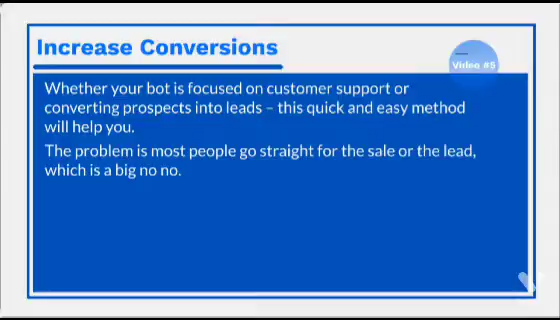 Increase Conversions
Video #5
Whether your bot is focused on customer support or
converting prospects into leads – this quick and easy method
will help you.
The problem is most people go straight for the sale or the lead,
which is a big no no.